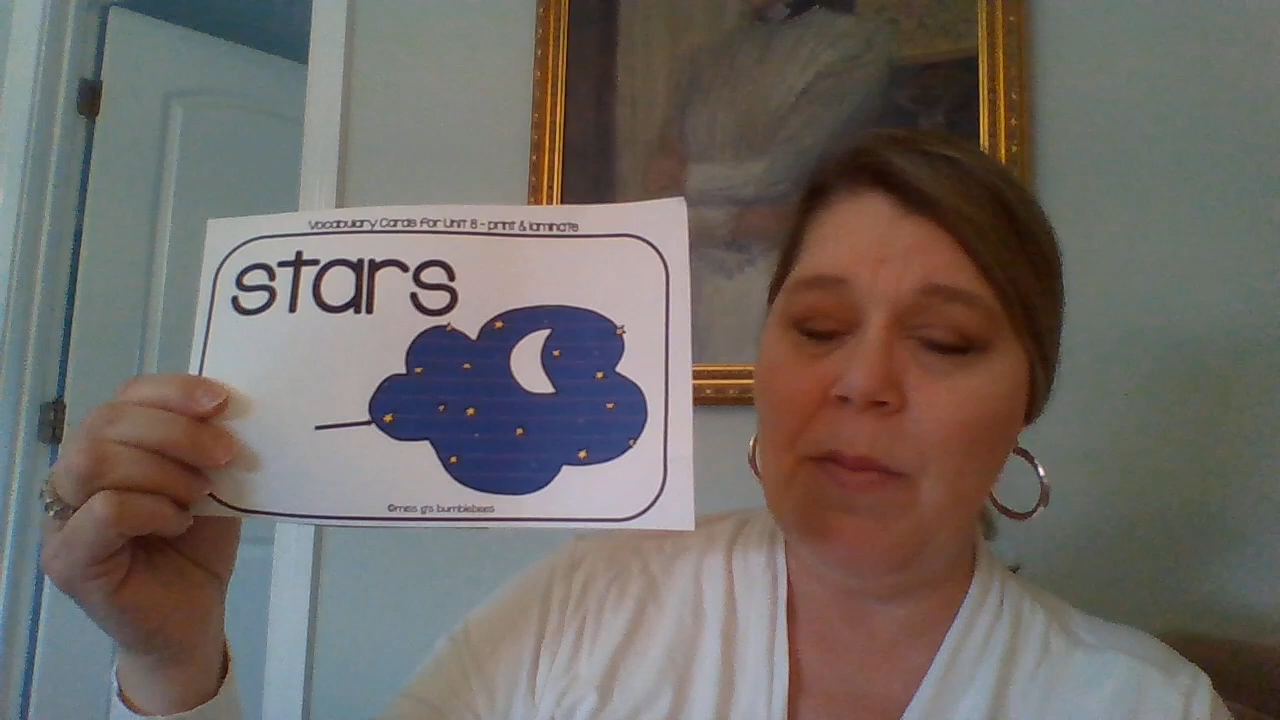 Vocabulary Cards for Unit 8 - print & laminate
stars
©miss g's bumblebees